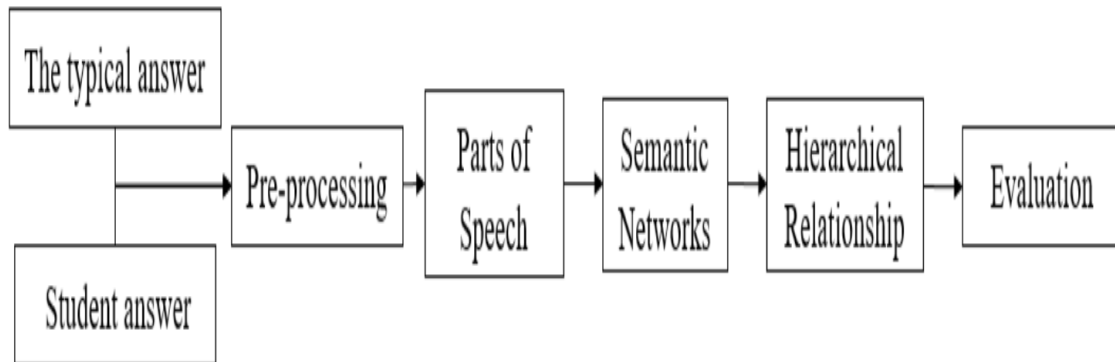 The typical answer
Student answer
Pre-processing
Parts of
Speech
Semantic
Networks
Hierarchical
Relationship
Evaluation